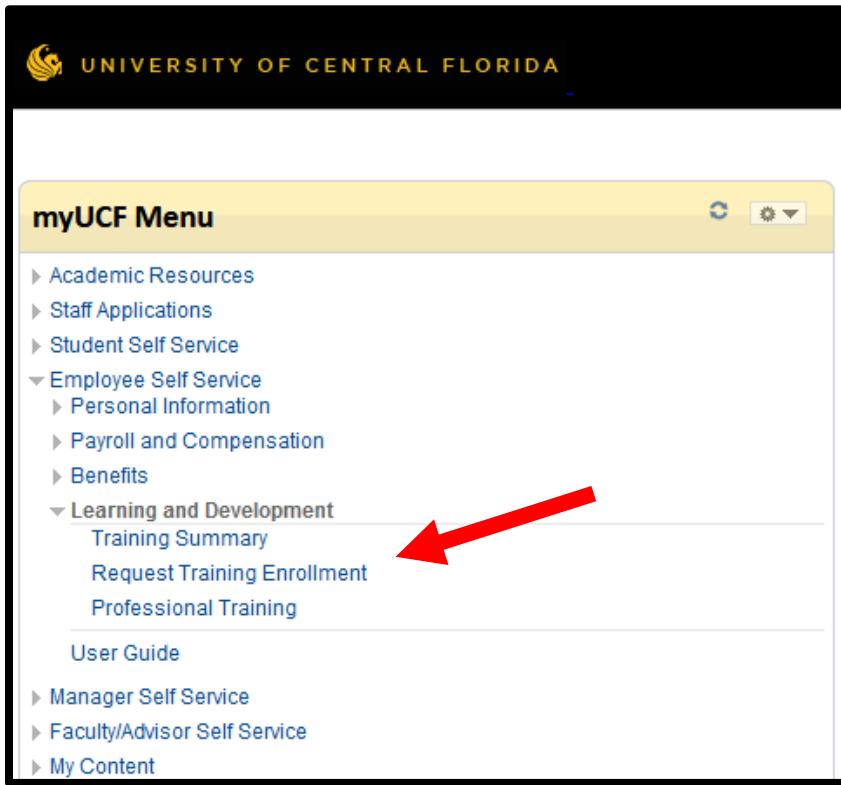 UNIVERSITY OF CENTRAL FLORIDA
myUCF Menu
Academic Resources
Staff Applications
Student Self Service
Employee Self Service
Personal Information
Payroll and Compensation
Benefits
Learning and Development
Training Summary
Request Training Enrollment
Professional Training
User Guide
Manager Self Service
Faculty/Advisor Self Service
My Content